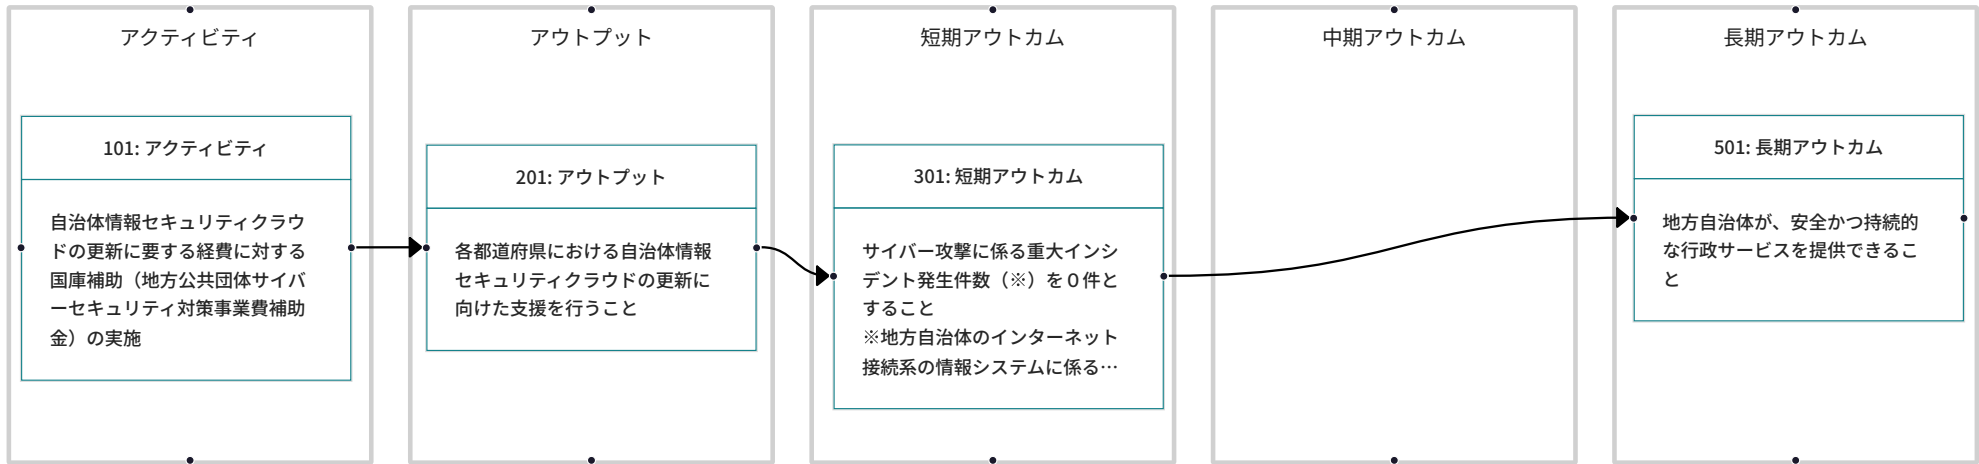 アクティビティ
101: アクティビティ
自治体情報セキュリティクラウ
ドの更新に要する経費に対する
国庫補助（地方公共団体サイバ
ーセキュリティ対策事業費補助
金）の実施
アウトプット
201: アウトプット
各都道府県における自治体情報
セキュリティクラウドの更新に
向けた支援を行うこと
短期アウトカム
301: 短期アウトカム
サイバー攻撃に係る重大インシ
デント発生件数（※）を０件と
すること
※地方自治体のインターネット
接続系の情報システムに係る…
中期アウトカム
長期アウトカム
501: 長期アウトカム
地方自治体が、安全かつ持続的
な行政サービスを提供できるこ
と